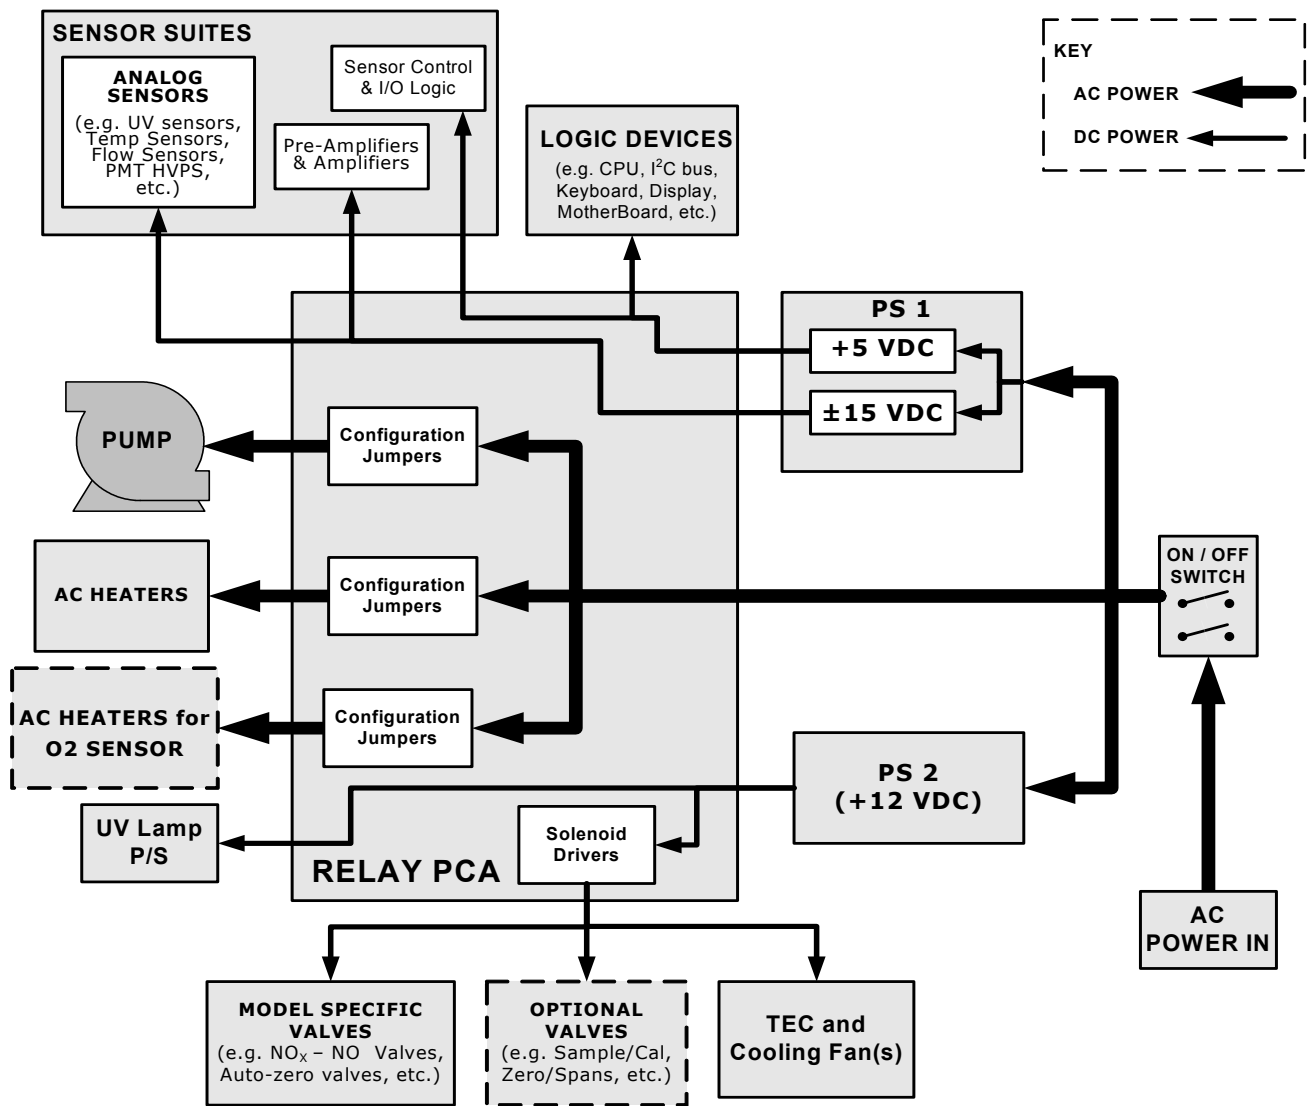 SENSOR SUITES
ANALOG
SENSORS
(e.g. UV sensors,
Temp Sensors,
Flow Sensors,
PMT HVPS,
etc.)
Sensor Control
& I/O Logic
Pre-Amplifiers
& Amplifiers
LOGIC DEVICES
(e.g. CPU, I²C bus,
Keyboard, Display,
MotherBoard, etc.)
KEY
AC POWER
DC POWER
PS 1
+5 VDC
±15 VDC
PUMP
Configuration
Jumpers
AC HEATERS
Configuration
Jumpers
ON / OFF
SWITCH
AC HEATERS for
O2 SENSOR
Configuration
Jumpers
PS 2
(+12 VDC)
UV Lamp
P/S
Solenoid
Drivers
RELAY PCA
AC
POWER IN
MODEL SPECIFIC
VALVES
(e.g. NOX – NO Valves,
Auto-zero valves, etc.)
OPTIONAL
VALVES
(e.g. Sample/Cal,
Zero/Spans, etc.)
TEC and
Cooling Fan(s)